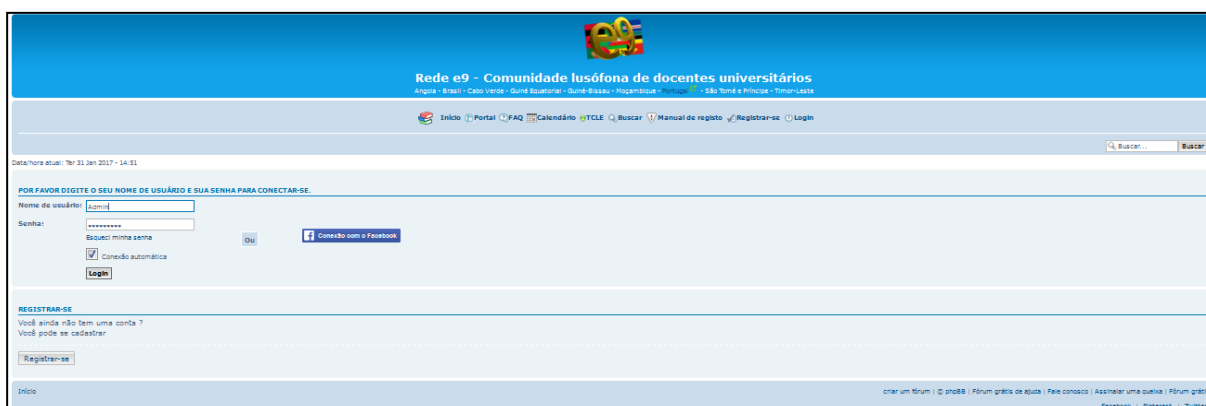 e9
Rede e9 - Comunidade lusófona de docentes universitários
Angola - Brasil - Cabo Verde - Guiné Equatorial - Guiné-Bissau - Moçambique - Portugal - São Tomé e Príncipe - Timor-Leste
Início Portal FAQ Calendário TCLE Buscar Manual de registo Registrar-se Login
Buscar... Buscar
Data/hora atual: Ter 31 Jan 2017 - 14:31
POR FAVOR DIGITE O SEU NOME DE USUÁRIO E SUA SENHA PARA CONECTAR-SE.
Nome de usuário: Admin
Senha: •••••••••
Esqueci minha senha
Ou
Conexão com o Facebook
Conexão automática
Login
REGISTRAR-SE
Você ainda não tem uma conta ?
Você pode se cadastrar
Registrar-se
Início
criar um fórum | © phpBB | Fórum grátis de ajuda | Fale conosco | Assinalar uma queixa | Fórum gráti
Facebook | Pinterest | Twitter